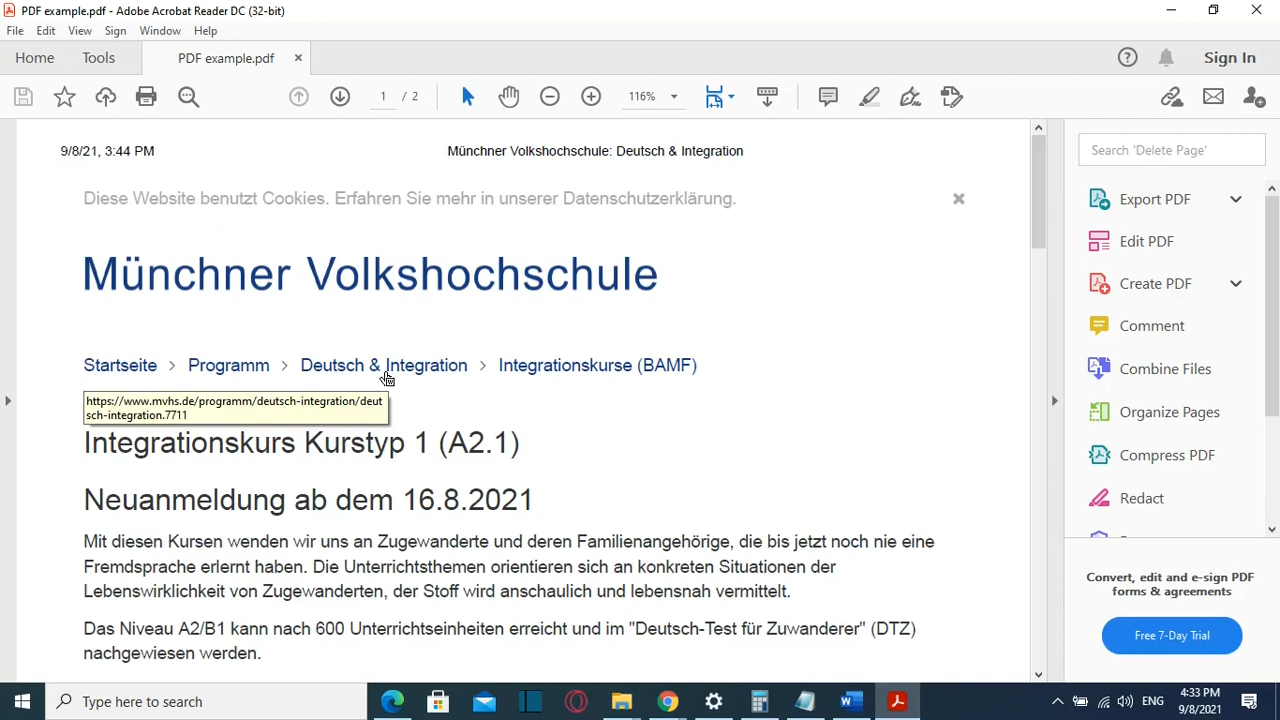 PDF example.pdf - Adobe Acrobat Reader DC (32-bit)
File Edit View Sign Window Help
Home Tools PDF example.pdf × Sign In
1 / 2 116%
9/8/21, 3:44 PM Münchner Volkshochschule: Deutsch & Integration
Diese Website benutzt Cookies. Erfahren Sie mehr in unserer Datenschutzerklärung. ×
Münchner Volkshochschule
Startseite > Programm > Deutsch & Integration > Integrationskurse (BAMF)
https://www.mvhs.de/programm/deutsch-integration/deut
sch-integration.7711
Integrationskurs Kurstyp 1 (A2.1)
Neuanmeldung ab dem 16.8.2021
Mit diesen Kursen wenden wir uns an Zugewanderte und deren Familienangehörige, die bis jetzt noch nie eine
Fremdsprache erlernt haben. Die Unterrichtsthemen orientieren sich an konkreten Situationen der
Lebenswirklichkeit von Zugewanderten, der Stoff wird anschaulich und lebensnah vermittelt.
Das Niveau A2/B1 kann nach 600 Unterrichtseinheiten erreicht und im "Deutsch-Test für Zuwanderer" (DTZ)
nachgewiesen werden.
Search 'Delete Page'
Export PDF
Edit PDF
Create PDF
Comment
Combine Files
Organize Pages
Compress PDF
Redact
Convert, edit and e-sign PDF
forms & agreements
Free 7-Day Trial
Type here to search
ENG
4:33 PM
9/8/2021